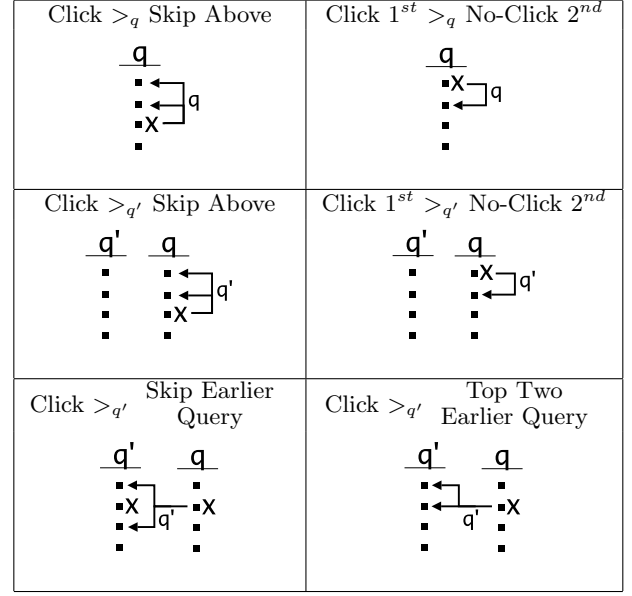 Click >q Skip Above
q
x
q
Click 1st >q No-Click 2nd
q
x
q
Click >q' Skip Above
q' q
q'
x
Click 1st >q' No-Click 2nd
q' q
x
q'
Click >q' Skip Earlier
Query
q' q
x x
q'
Click >q' Top Two
Earlier Query
q' q
x
q'